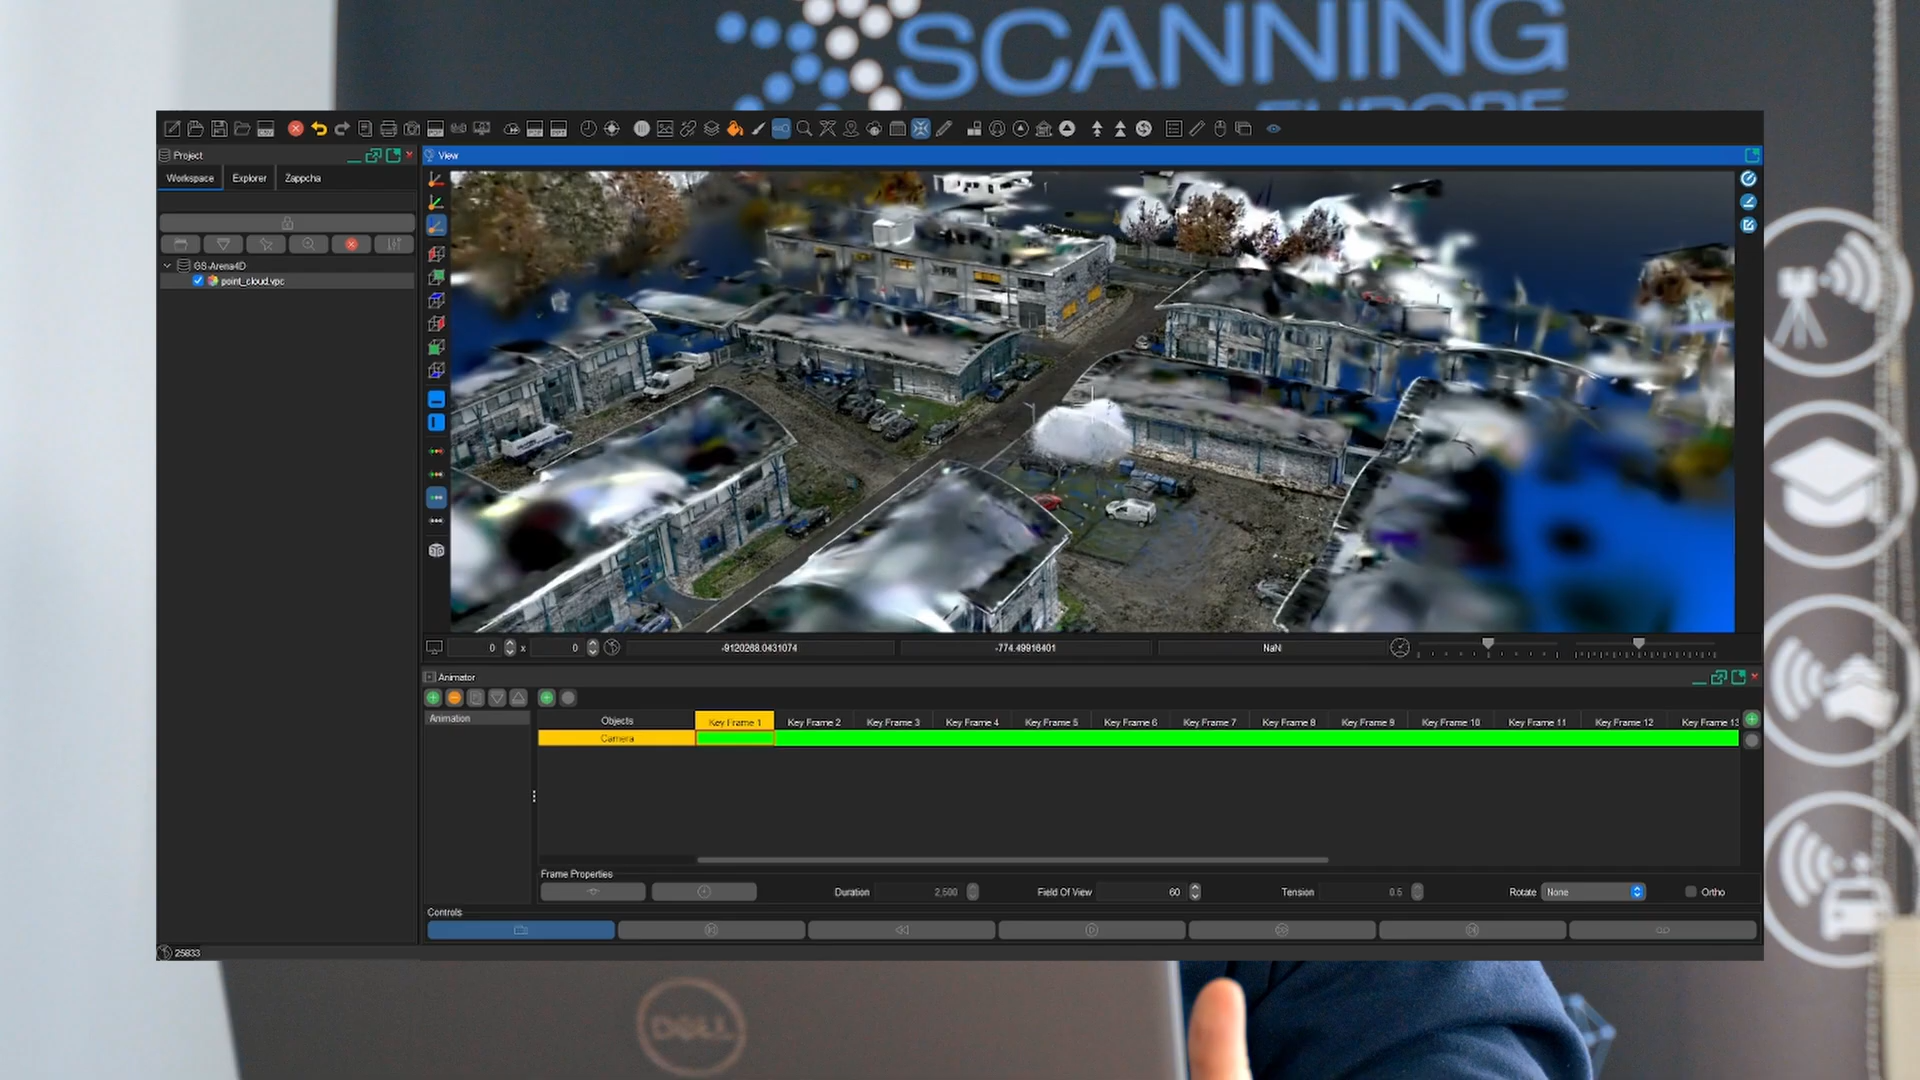 SCANNING
EUROPE
Project
View
Workspace
Explorer
Zappcha
GS-Arena4D
point_cloud.vpc
0
x
0
-9120268.0431074
-774.49916401
NaN
Animator
Animation
Objects
Key Frame 1
Key Frame 2
Key Frame 3
Key Frame 4
Key Frame 5
Key Frame 6
Key Frame 7
Key Frame 8
Key Frame 9
Key Frame 10
Key Frame 11
Key Frame 12
Key Frame 13
Camera
Frame Properties
Duration
2,500
Field Of View
60
Tension
0.5
Rotate
None
Ortho
Controls
25833
DELL